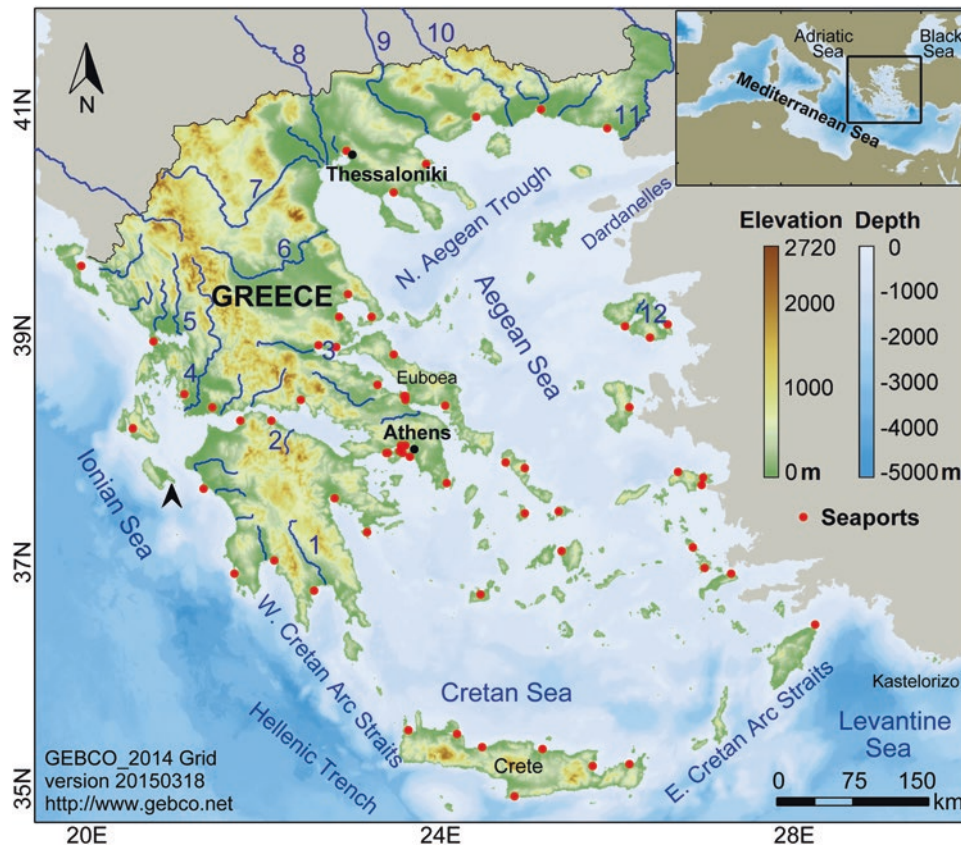 41N
39N
37N
35N
20E
24E
28E
N
8
9
10
11
7
6
5
4
3
2
1
12
Thessaloniki
GREECE
Euboea
Athens
N. Aegean Trough
Dardanelles
Aegean Sea
Ionian Sea
W. Cretan Arc Straits
Hellenic Trench
Cretan Sea
Crete
E. Cretan Arc Straits
Kastelorizo
Levantine
Sea
Adriatic
Sea
Black
Sea
Mediterranean Sea
Elevation
2720
2000
1000
0 m
Depth
0
-1000
-2000
-3000
-4000
-5000 m
Seaports
0 75 150
km
GEBCO_2014 Grid
version 20150318
http://www.gebco.net